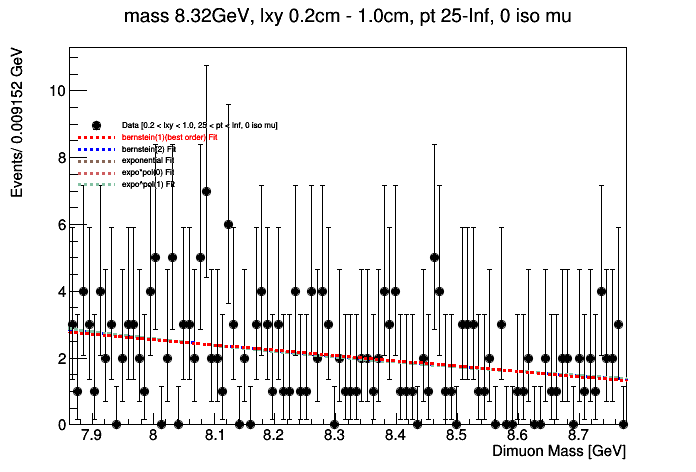 mass 8.32GeV, lxy 0.2cm - 1.0cm, pt 25-Inf, 0 iso mu
Events/ 0.009152 GeV
10
8
6
4
2
0
Data [0.2 < lxy < 1.0, 25 < pt < Inf, 0 iso mu]
bernstein(1)(best order) Fit
bernstein(2) Fit
exponential Fit
expo*pol(0) Fit
expo*pol(1) Fit
7.9 8 8.1 8.2 8.3 8.4 8.5 8.6 8.7
Dimuon Mass [GeV]